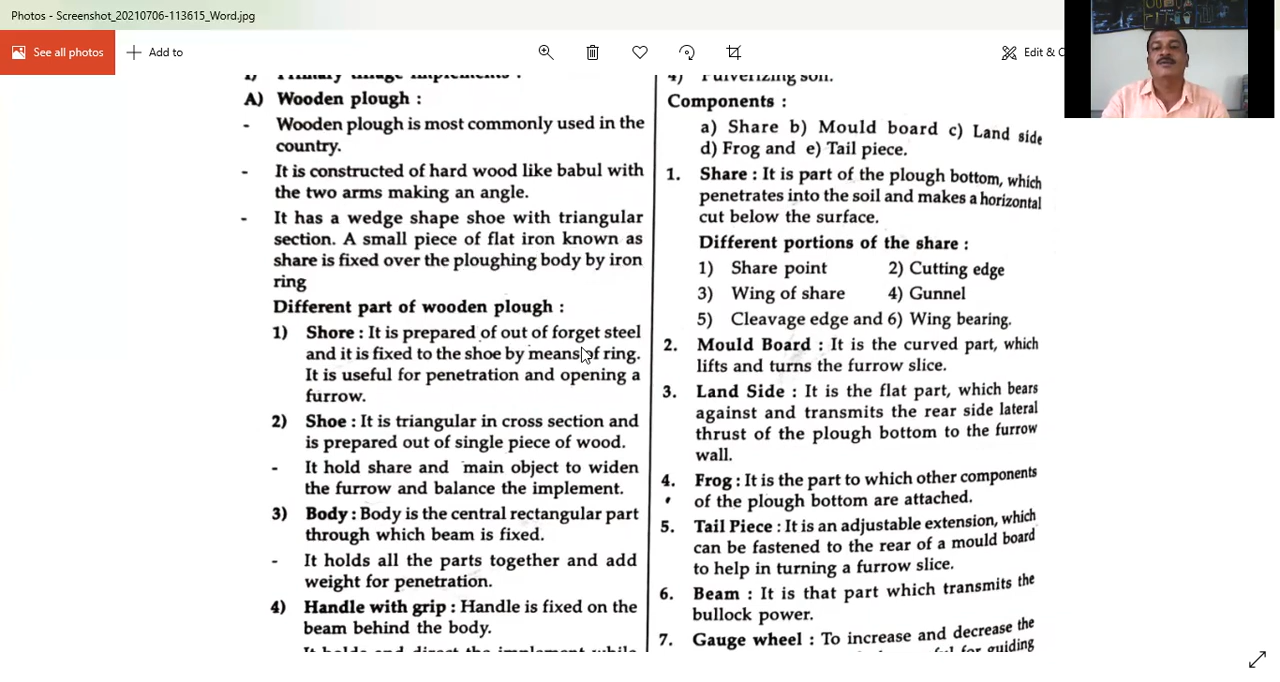 Photos - Screenshot_20210706-113615_Word.jpg
See all photos
Add to
Edit & C
Primary tillage implements :
A) Wooden plough :
- Wooden plough is most commonly used in the
country.
- It is constructed of hard wood like babul with
the two arms making an angle.
- It has a wedge shape shoe with triangular
section. A small piece of flat iron known as
share is fixed over the ploughing body by iron
ring
Different part of wooden plough :
1) Shore : It is prepared of out of forget steel
and it is fixed to the shoe by means of ring.
It is useful for penetration and opening a
furrow.
2) Shoe : It is triangular in cross section and
is prepared out of single piece of wood.
- It hold share and main object to widen
the furrow and balance the implement.
3) Body : Body is the central rectangular part
through which beam is fixed.
- It holds all the parts together and add
weight for penetration.
4) Handle with grip : Handle is fixed on the
beam behind the body.
It holds and direct the implement while
4) Pulverizing soil.
Components :
a) Share b) Mould board c) Land side
d) Frog and e) Tail piece.
1. Share : It is part of the plough bottom, which
penetrates into the soil and makes a horizontal
cut below the surface.
Different portions of the share :
1) Share point 2) Cutting edge
3) Wing of share 4) Gunnel
5) Cleavage edge and 6) Wing bearing.
2. Mould Board : It is the curved part, which
lifts and turns the furrow slice.
3. Land Side : It is the flat part, which bears
against and transmits the rear side lateral
thrust of the plough bottom to the furrow
wall.
4. Frog : It is the part to which other components
of the plough bottom are attached.
5. Tail Piece : It is an adjustable extension, which
can be fastened to the rear of a mould board
to help in turning a furrow slice.
6. Beam : It is that part which transmits the
bullock power.
7. Gauge wheel : To increase and decrease the
for guiding